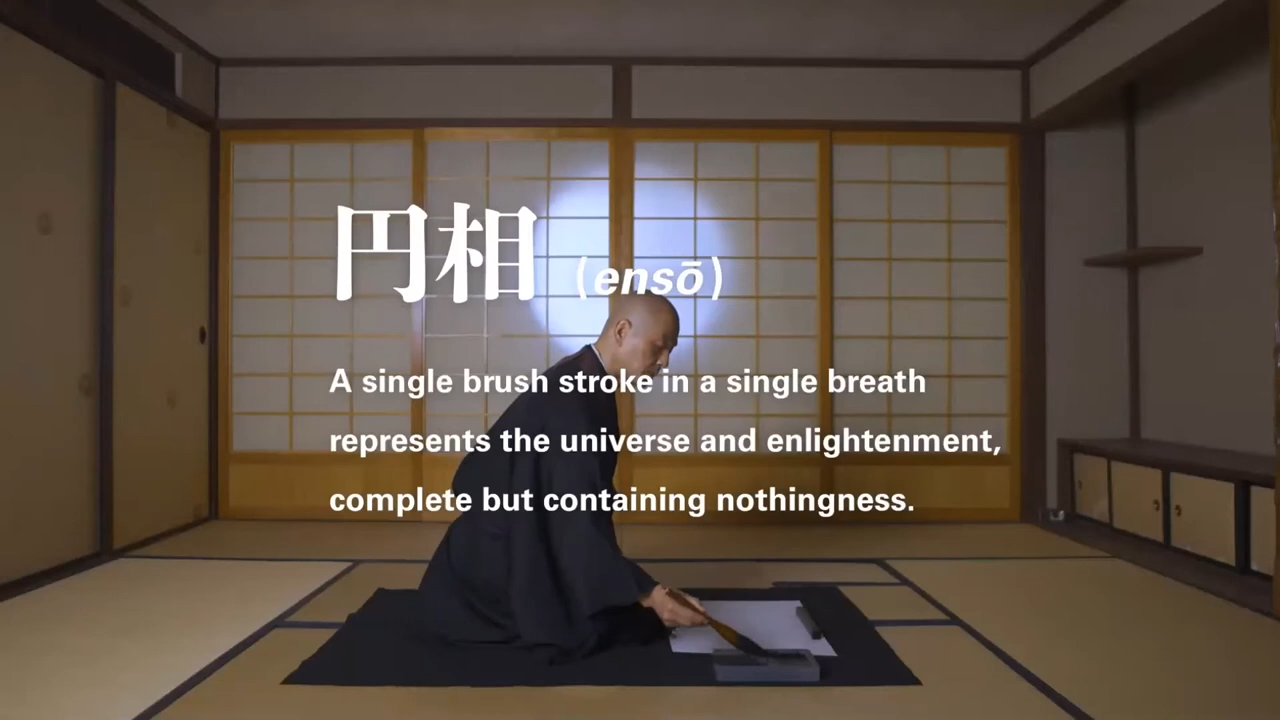 円相 (ensō)
A single brush stroke in a single breath
represents the universe and enlightenment,
complete but containing nothingness.